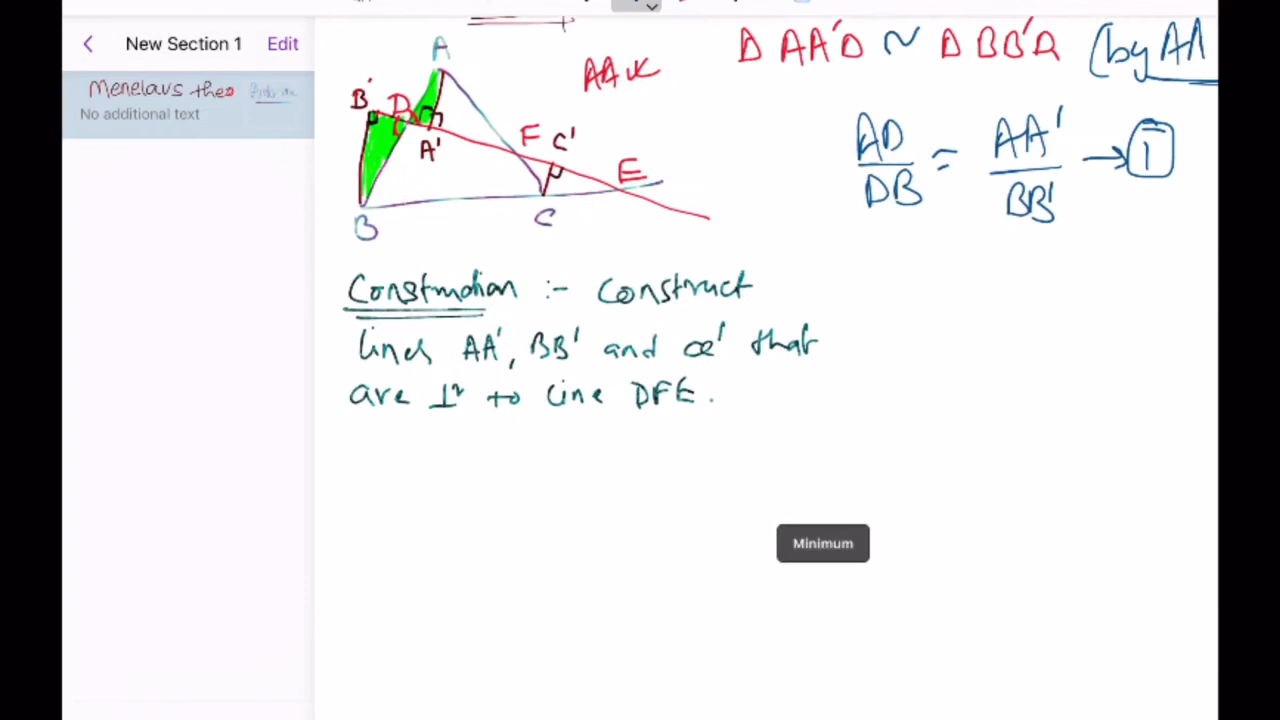 New Section 1 Edit
Menelaus theo
No additional text
A
B' D
A'
F C'
E
B
C
Δ AA'D ~ Δ BB'D (by AA
AD/DB = AA'/BB' → 1
Construction :- Construct
lines AA', BB' and cc' that
are ⊥r to line DFE.
Minimum